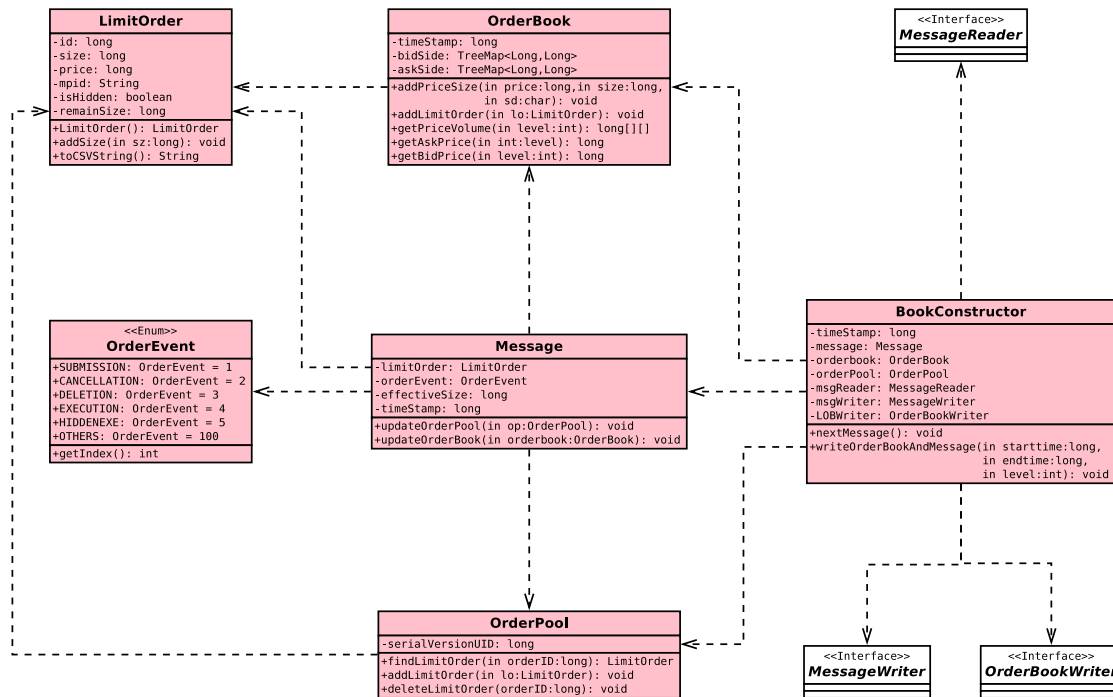 LimitOrder
-id: long
-size: long
-price: long
-mpid: String
-isHidden: boolean
-remainSize: long
+LimitOrder(): LimitOrder
+addSize(in sz:long): void
+toCSVString(): String
OrderBook
-timeStamp: long
-bidSide: TreeMap<Long,Long>
-askSide: TreeMap<Long,Long>
+addPriceSize(in price:long,in size:long,
in sd:char): void
+addLimitOrder(in lo:LimitOrder): void
+getPriceVolume(in level:int): long[][]
+getAskPrice(in int:level): long
+getBidPrice(in level:int): long
<<Interface>>
MessageReader
<<Enum>>
OrderEvent
+SUBMISSION: OrderEvent = 1
+CANCELLATION: OrderEvent = 2
+DELETION: OrderEvent = 3
+EXECUTION: OrderEvent = 4
+HIDDENEXE: OrderEvent = 5
+OTHERS: OrderEvent = 100
+getIndex(): int
Message
-limitOrder: LimitOrder
-orderEvent: OrderEvent
-effectiveSize: long
-timeStamp: long
+updateOrderPool(in op:OrderPool): void
+updateOrderBook(in orderbook:OrderBook): void
BookConstructor
-timeStamp: long
-message: Message
-orderbook: OrderBook
-orderPool: OrderPool
-msgReader: MessageReader
-msgWriter: MessageWriter
-LOBWriter: OrderBookWriter
+nextMessage(): void
+writeOrderBookAndMessage(in starttime:long,
in endtime:long,
in level:int): void
OrderPool
-serialVersionUID: long
+findLimitOrder(in orderID:long): LimitOrder
+addLimitOrder(in lo:LimitOrder): void
+deleteLimitOrder(orderID:long): void
<<Interface>>
MessageWriter
<<Interface>>
OrderBookWriter